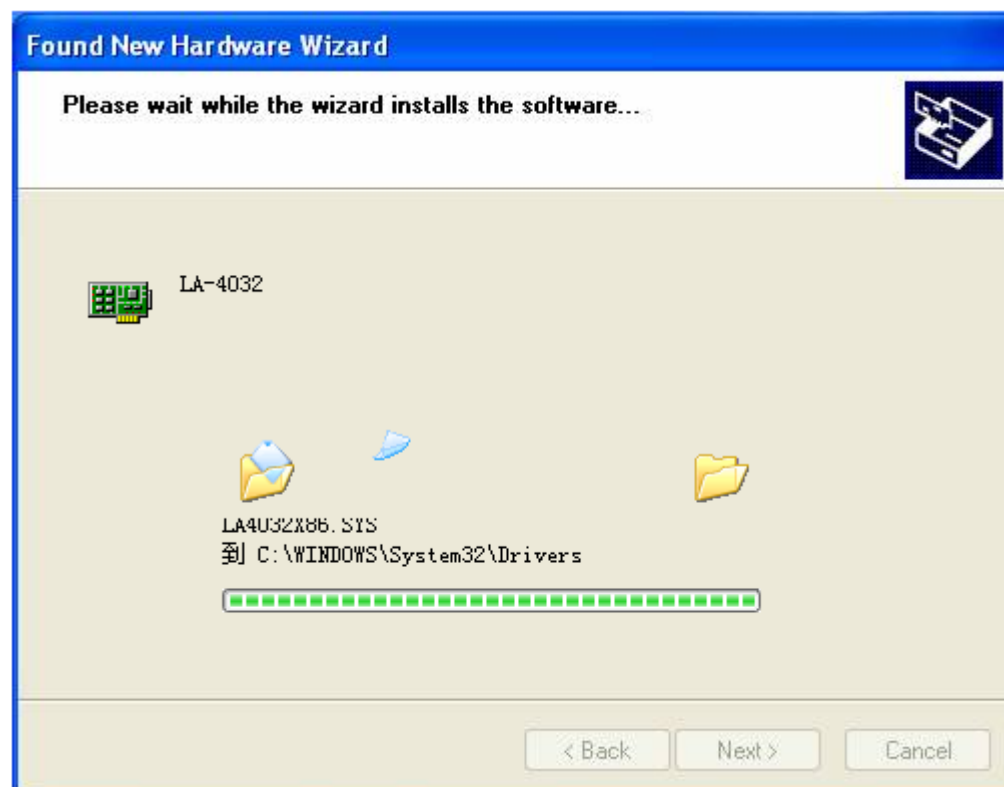 Found New Hardware Wizard
Please wait while the wizard installs the software...
LA-4032
LA4032X86.SYS
到 C:\WINDOWS\System32\Drivers
< Back
Next >
Cancel